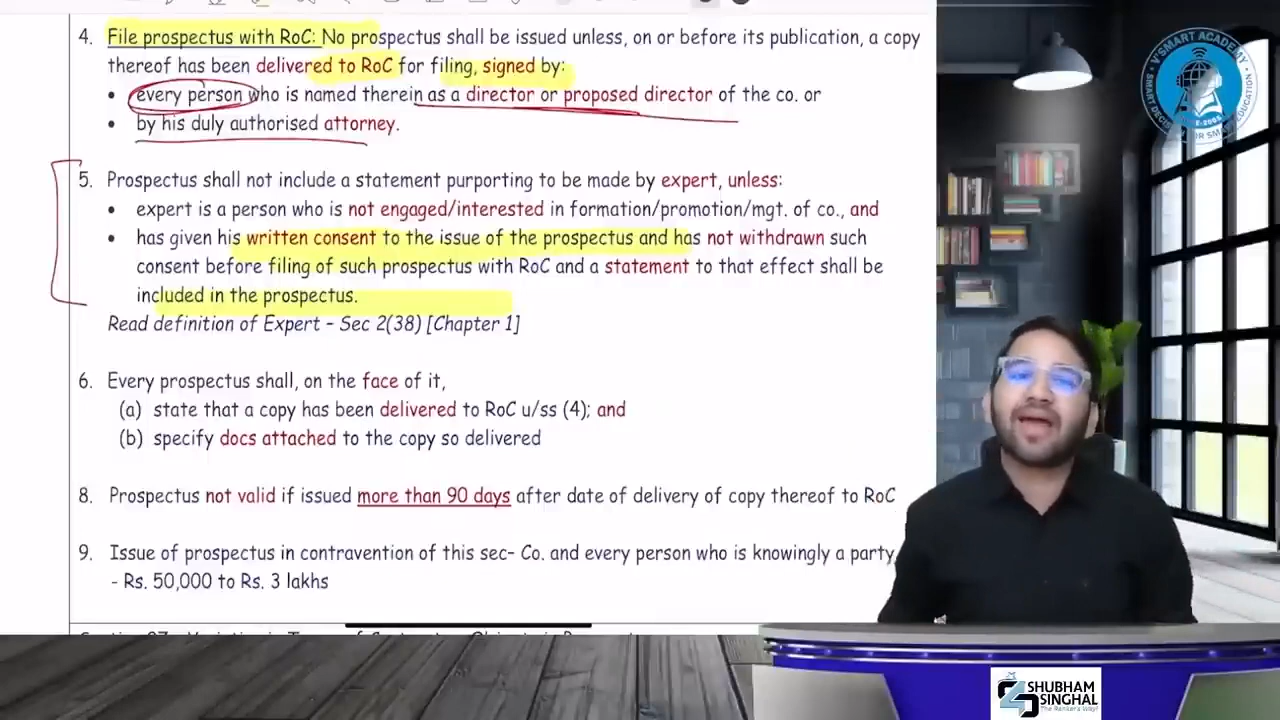 4. File prospectus with RoC: No prospectus shall be issued unless, on or before its publication, a copy
thereof has been delivered to RoC for filing, signed by:
• every person who is named therein as a director or proposed director of the co. or
• by his duly authorised attorney.
5. Prospectus shall not include a statement purporting to be made by expert, unless:
• expert is a person who is not engaged/interested in formation/promotion/mgt. of co., and
• has given his written consent to the issue of the prospectus and has not withdrawn such
consent before filing of such prospectus with RoC and a statement to that effect shall be
included in the prospectus.
Read definition of Expert – Sec 2(38) [Chapter 1]
6. Every prospectus shall, on the face of it,
(a) state that a copy has been delivered to RoC u/ss (4); and
(b) specify docs attached to the copy so delivered
8. Prospectus not valid if issued more than 90 days after date of delivery of copy thereof to RoC
9. Issue of prospectus in contravention of this sec– Co. and every person who is knowingly a party
- Rs. 50,000 to Rs. 3 lakhs
V'SMART ACADEMY
SHUBHAM
SINGHAL